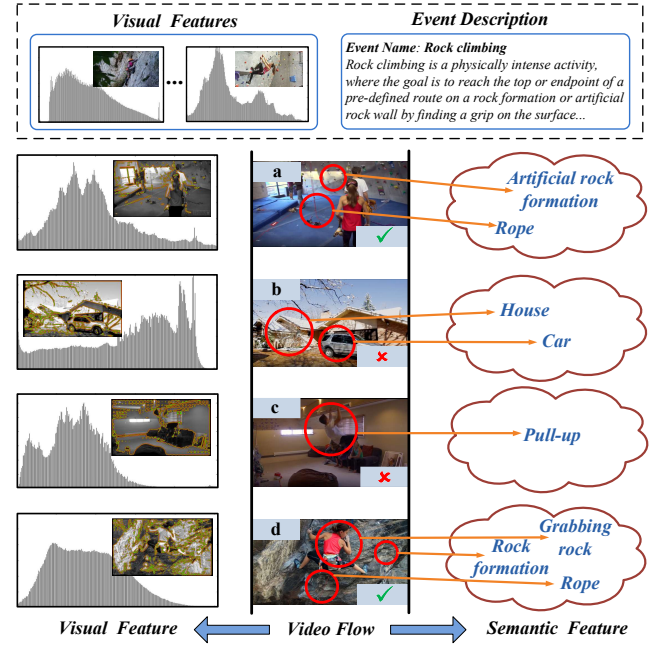 Visual Features
Event Description
...
Event Name: Rock climbing
Rock climbing is a physically intense activity,
where the goal is to reach the top or endpoint of a
pre-defined route on a rock formation or artificial
rock wall by finding a grip on the surface...
a
Artificial rock
formation
Rope
b
House
Car
c
Pull-up
d
Grabbing
rock
Rock
formation
Rope
Visual Feature
Video Flow
Semantic Feature